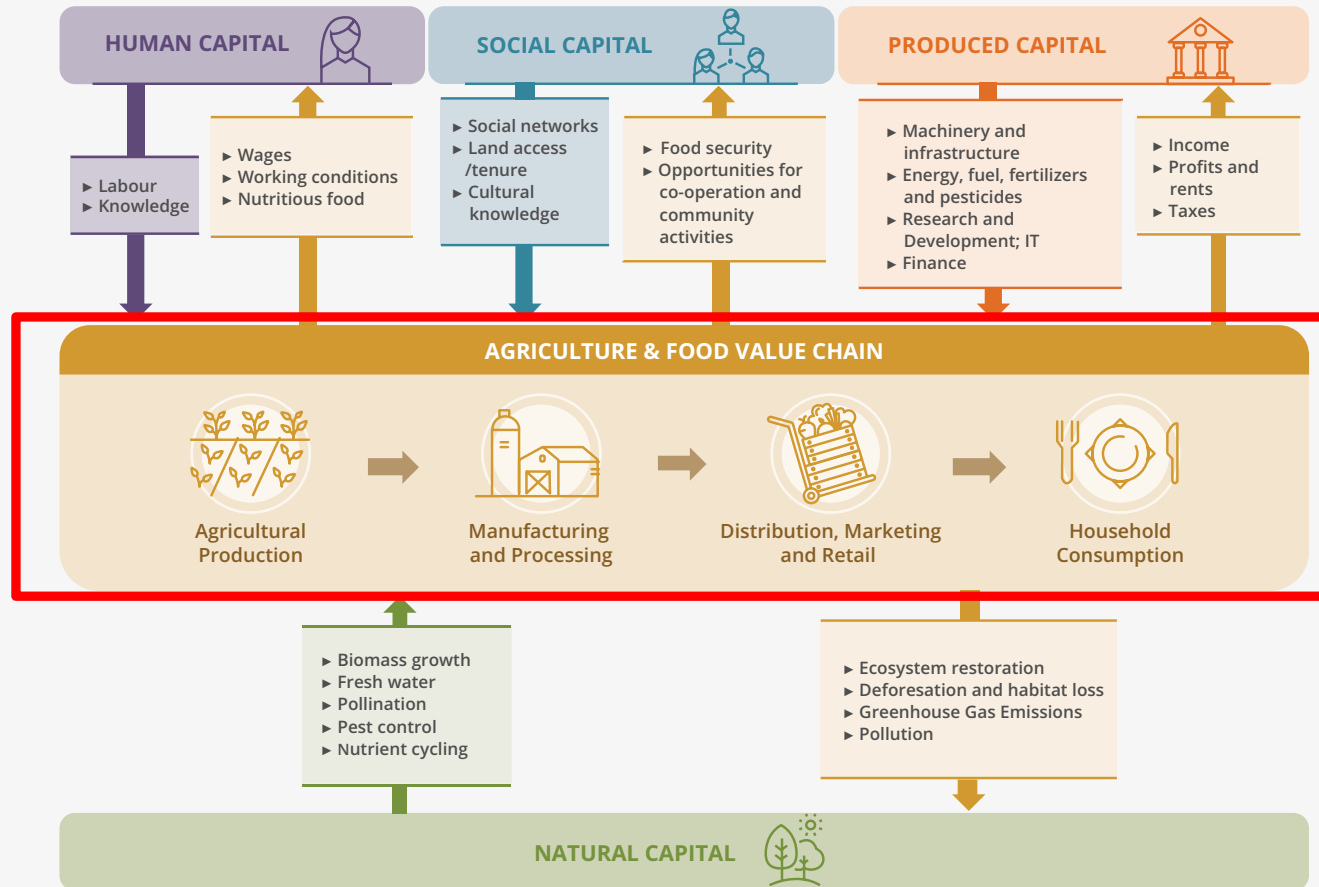 HUMAN CAPITAL
SOCIAL CAPITAL
PRODUCED CAPITAL
► Labour
► Knowledge
► Wages
► Working conditions
► Nutritious food
► Social networks
► Land access
/tenure
► Cultural
knowledge
► Food security
► Opportunities for
co-operation and
community
activities
► Machinery and
infrastructure
► Energy, fuel, fertilizers
and pesticides
► Research and
Development; IT
► Finance
► Income
► Profits and
rents
► Taxes
AGRICULTURE & FOOD VALUE CHAIN
Agricultural
Production
Manufacturing
and Processing
Distribution, Marketing
and Retail
Household
Consumption
► Biomass growth
► Fresh water
► Pollination
► Pest control
► Nutrient cycling
► Ecosystem restoration
► Deforesation and habitat loss
► Greenhouse Gas Emissions
► Pollution
NATURAL CAPITAL